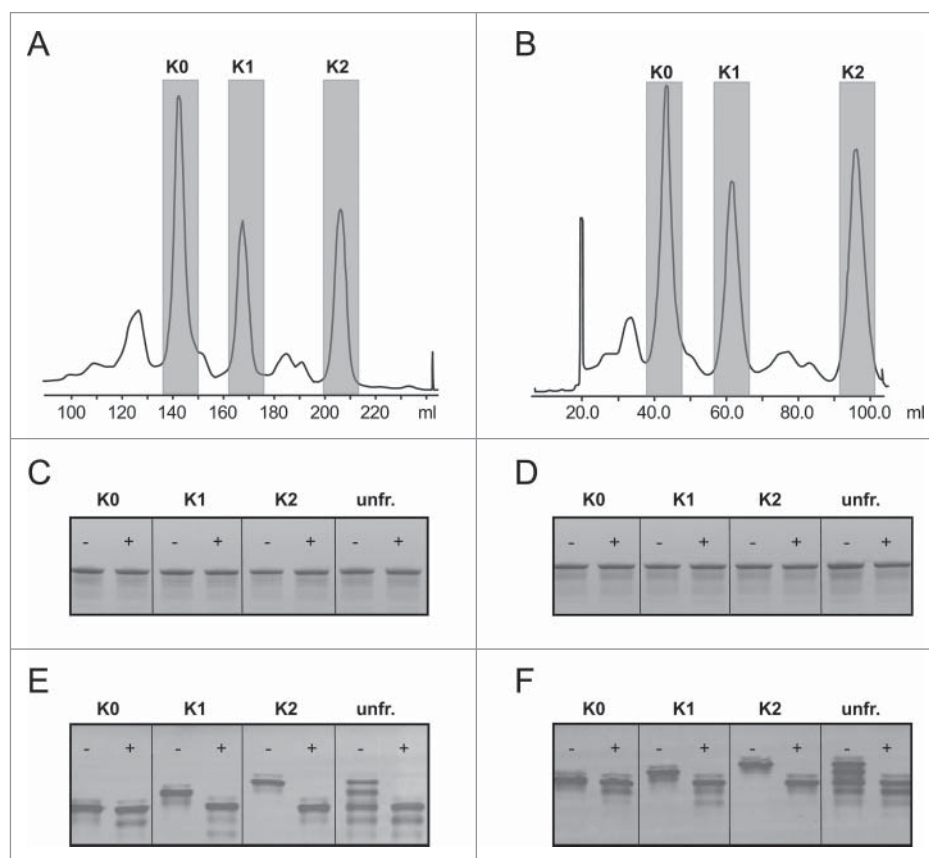 A
K0 K1 K2
100 120 140 160 180 200 220 ml
B
K0 K1 K2
20.0 40.0 60.0 80.0 100.0 ml
C
K0 K1 K2 unfr.
- + - + - + - +
D
K0 K1 K2 unfr.
- + - + - + - +
E
K0 K1 K2 unfr.
- + - + - + - +
F
K0 K1 K2 unfr.
- + - + - + - +